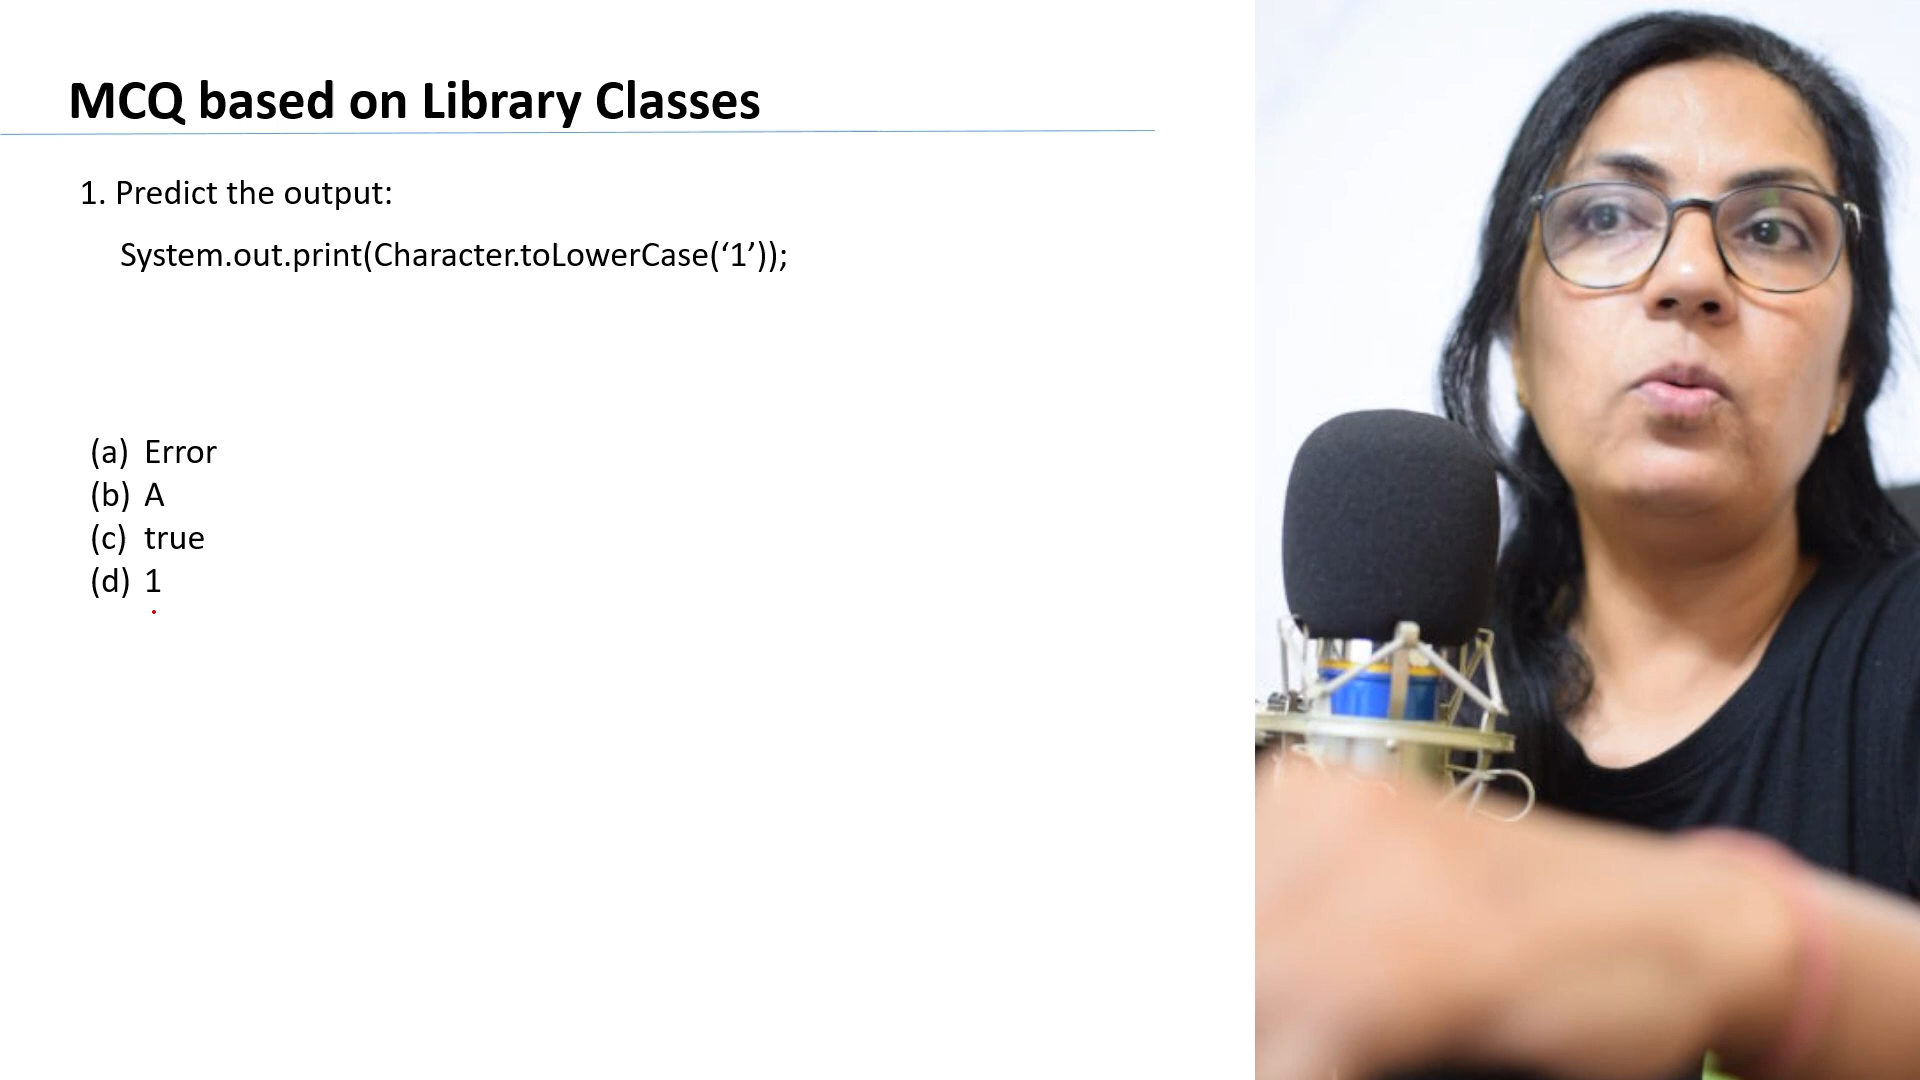 MCQ based on Library Classes
1. Predict the output:
System.out.print(Character.toLowerCase(‘1’));
(a) Error
(b) A
(c) true
(d) 1